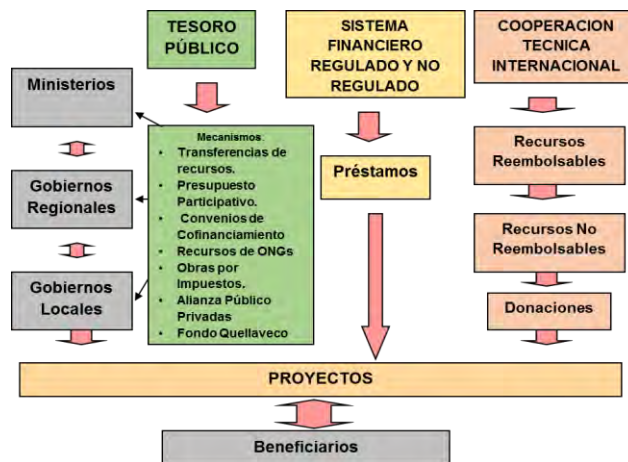 TESORO
PÚBLICO
SISTEMA
FINANCIERO
REGULADO Y NO
REGULADO
COOPERACION
TECNICA
INTERNACIONAL
Ministerios
Gobiernos
Regionales
Gobiernos
Locales
Mecanismos:
• Transferencias de
recursos.
• Presupuesto
Participativo.
• Convenios de
Cofinanciamiento
• Recursos de ONGs
• Obras por
Impuestos.
• Alianza Público
Privadas
• Fondo Quellaveco
Préstamos
Recursos
Reembolsables
Recursos No
Reembolsables
Donaciones
PROYECTOS
Beneficiarios